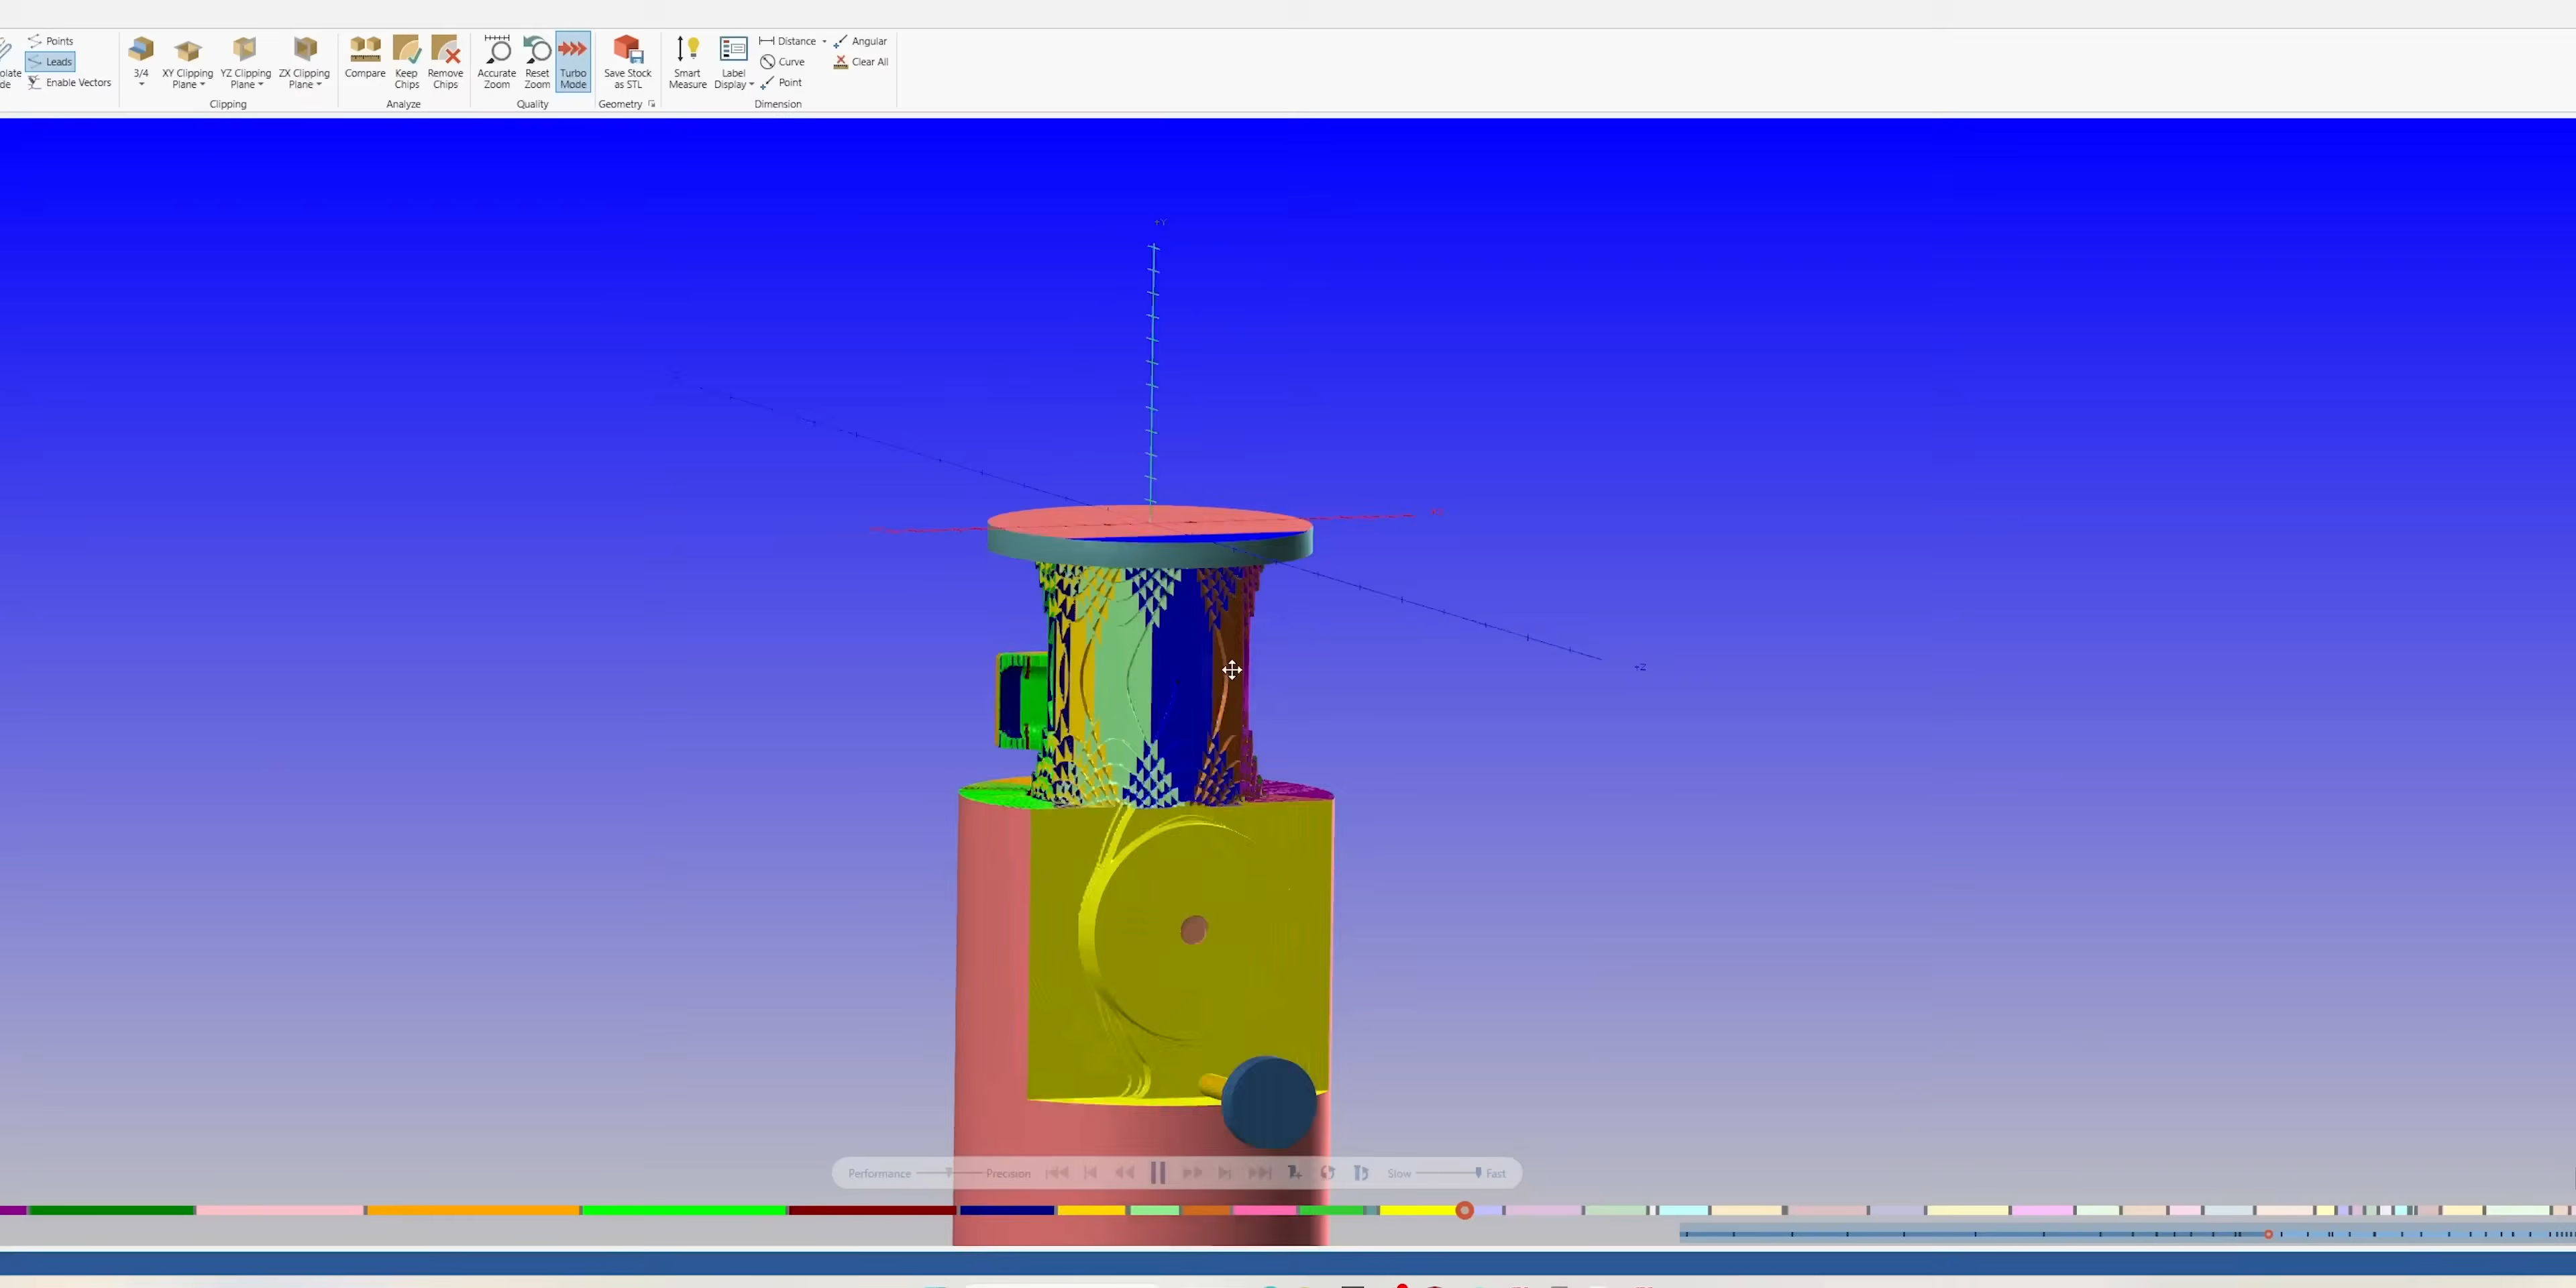 Points
Leads
Enable Vectors
olate
de
3/4
XY Clipping
Plane
YZ Clipping
Plane
ZX Clipping
Plane
Clipping
Compare
Keep
Chips
Remove
Chips
Analyze
Accurate
Zoom
Reset
Zoom
Turbo
Mode
Quality
Save Stock
as STL
Geometry
Smart
Measure
Label
Display
Distance
Curve
Point
Angular
Clear All
Dimension
+Y
+Z
Performance
Precision
Slow
Fast